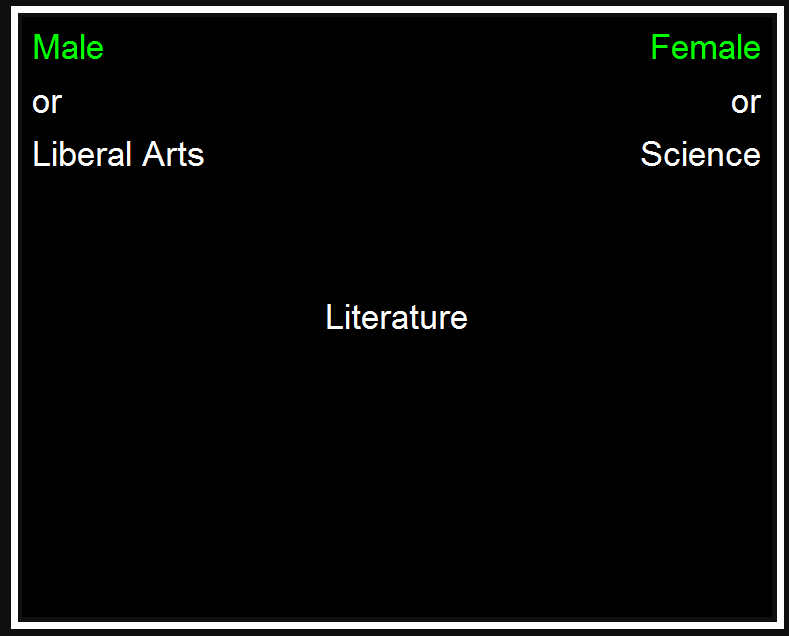 Male Female
or or
Liberal Arts Science
Literature